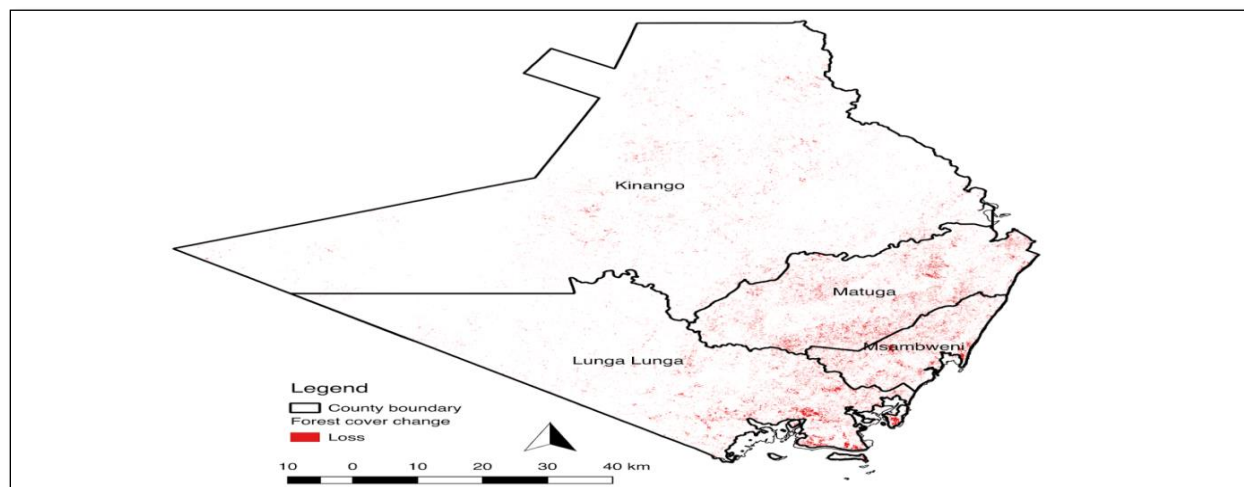 Kinango
Matuga
Msambweni
Lunga Lunga
Legend
County boundary
Forest cover change
Loss
10 0 10 20 30 40 km